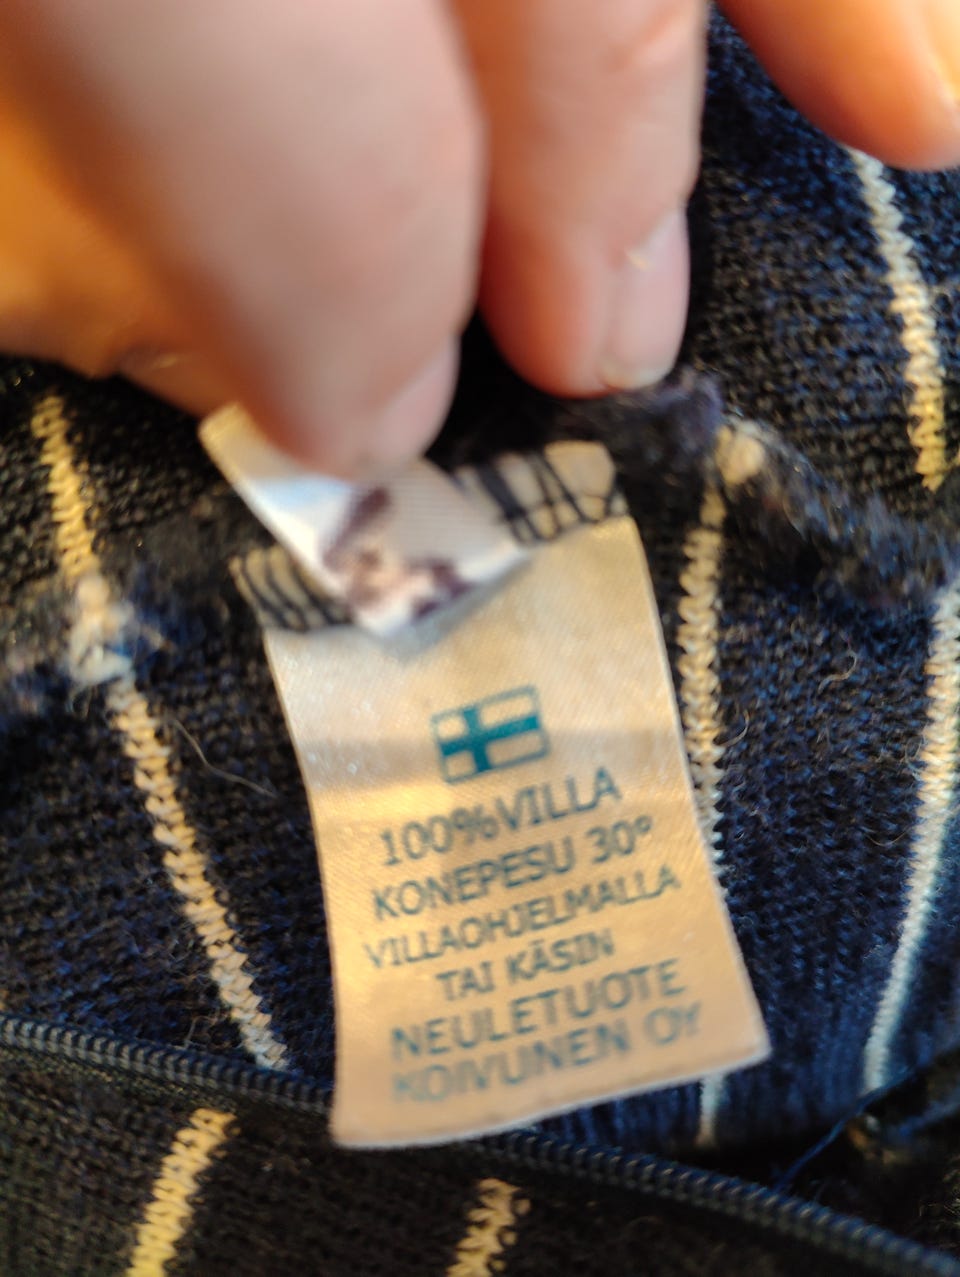 100% VILLA
KONEPESU 30°
VILLAOHJELMALLA
TAI KÄSIN
NEULETUOTE
KOIVUNEN OY